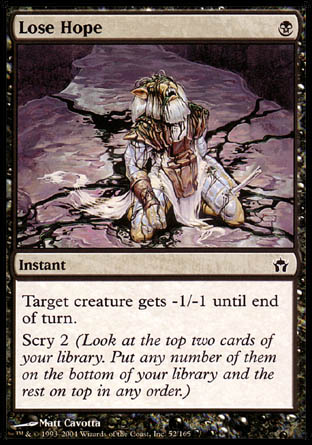 Lose Hope
Instant
Target creature gets -1/-1 until end
of turn.
Scry 2 (Look at the top two cards of
your library. Put any number of them
on the bottom of your library and the
rest on top in any order.)
Matt Cavotta
™ & © 1993-2004 Wizards of the Coast, Inc. 52/165